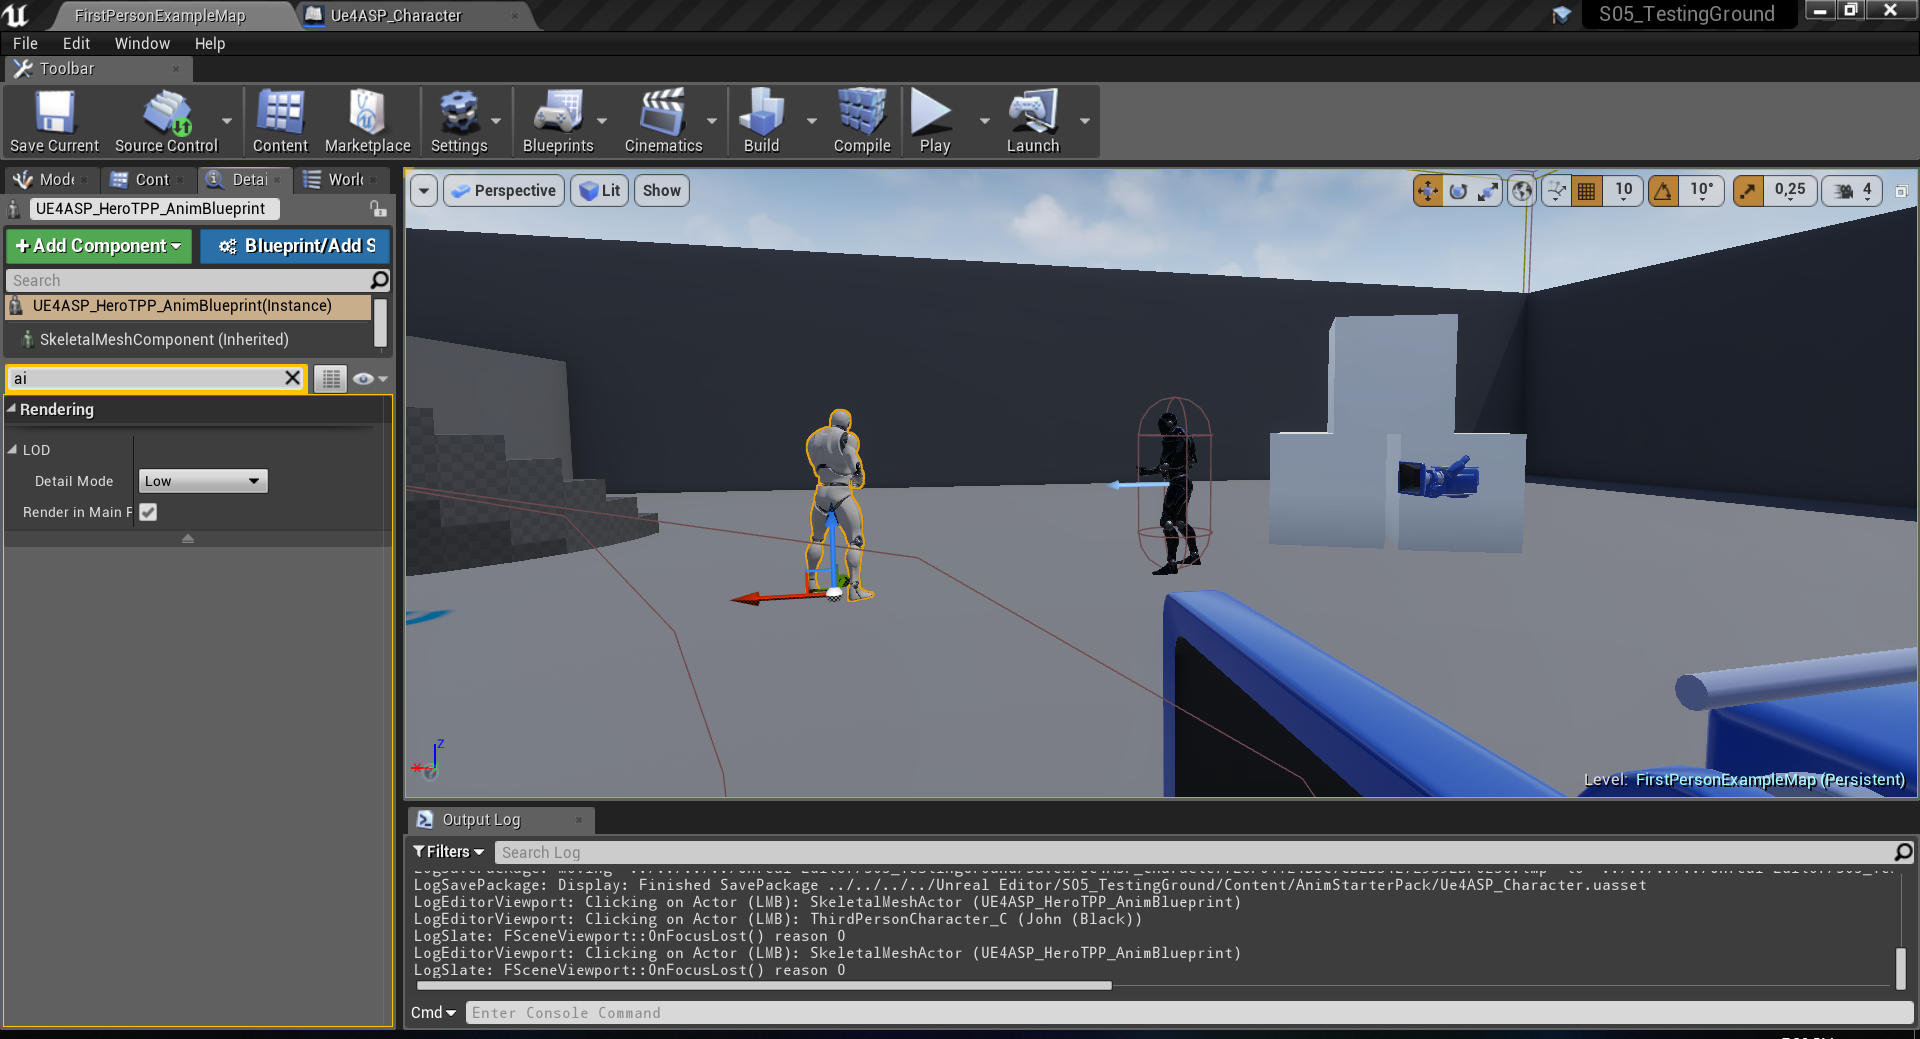 FirstPersonExampleMap
Ue4ASP_Character
S05_TestingGround
File Edit Window Help
Toolbar
Save Current
Source Control
Content
Marketplace
Settings
Blueprints
Cinematics
Build
Compile
Play
Launch
Mode
Cont
Detai
Worl
Perspective
Lit
Show
10
10°
0,25
4
UE4ASP_HeroTPP_AnimBlueprint
+Add Component
Blueprint/Add S
Search
UE4ASP_HeroTPP_AnimBlueprint(Instance)
SkeletalMeshComponent (Inherited)
ai
Rendering
LOD
Detail Mode
Low
Render in Main P
Z
X
Level: FirstPersonExampleMap (Persistent)
Output Log
Filters
Search Log
LogSavePackage: Display: Finished SavePackage ../../../../Unreal Editor/S05_TestingGround/Content/AnimStarterPack/Ue4ASP_Character.uasset
LogEditorViewport: Clicking on Actor (LMB): SkeletalMeshActor (UE4ASP_HeroTPP_AnimBlueprint)
LogEditorViewport: Clicking on Actor (LMB): ThirdPersonCharacter_C (John (Black))
LogSlate: FSceneViewport::OnFocusLost() reason 0
LogEditorViewport: Clicking on Actor (LMB): SkeletalMeshActor (UE4ASP_HeroTPP_AnimBlueprint)
LogSlate: FSceneViewport::OnFocusLost() reason 0
Cmd
Enter Console Command